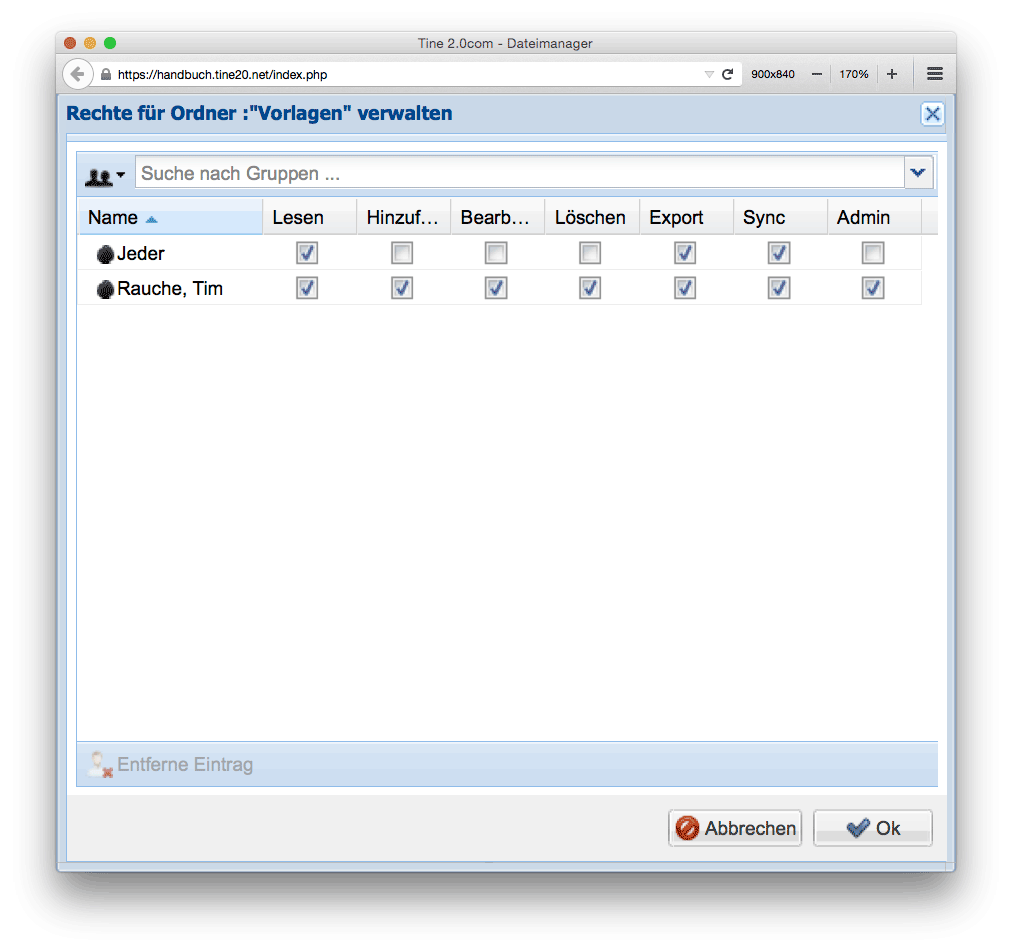 Tine 2.0com - Dateimanager
https://handbuch.tine20.net/index.php 900x840 170%
Rechte für Ordner :"Vorlagen" verwalten
Suche nach Gruppen ...
Name Lesen Hinzuf... Bearb... Löschen Export Sync Admin
Jeder
Rauche, Tim
Entferne Eintrag
Abbrechen Ok